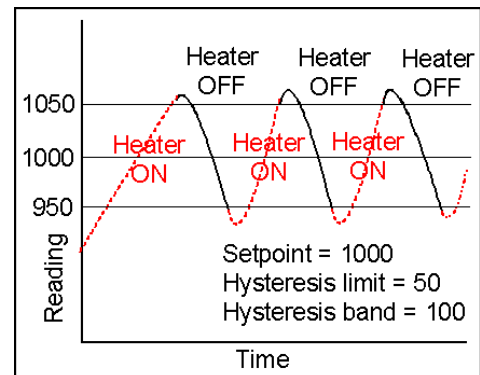 Heater
OFF
Heater
OFF
Heater
OFF
1050
Heater
ON
Heater
ON
Heater
ON
1000
950
Setpoint = 1000
Hysteresis limit = 50
Hysteresis band = 100
Reading
Time